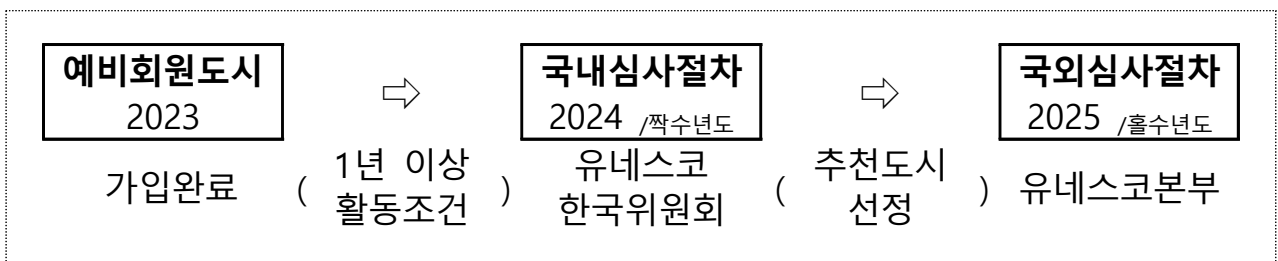 예비회원도시
2023
⇨
국내심사절차
2024 /짝수년도
⇨
국외심사절차
2025 /홀수년도
가입완료
( 1년 이상
활동조건 )
유네스코
한국위원회
( 추천도시
선정 )
유네스코본부